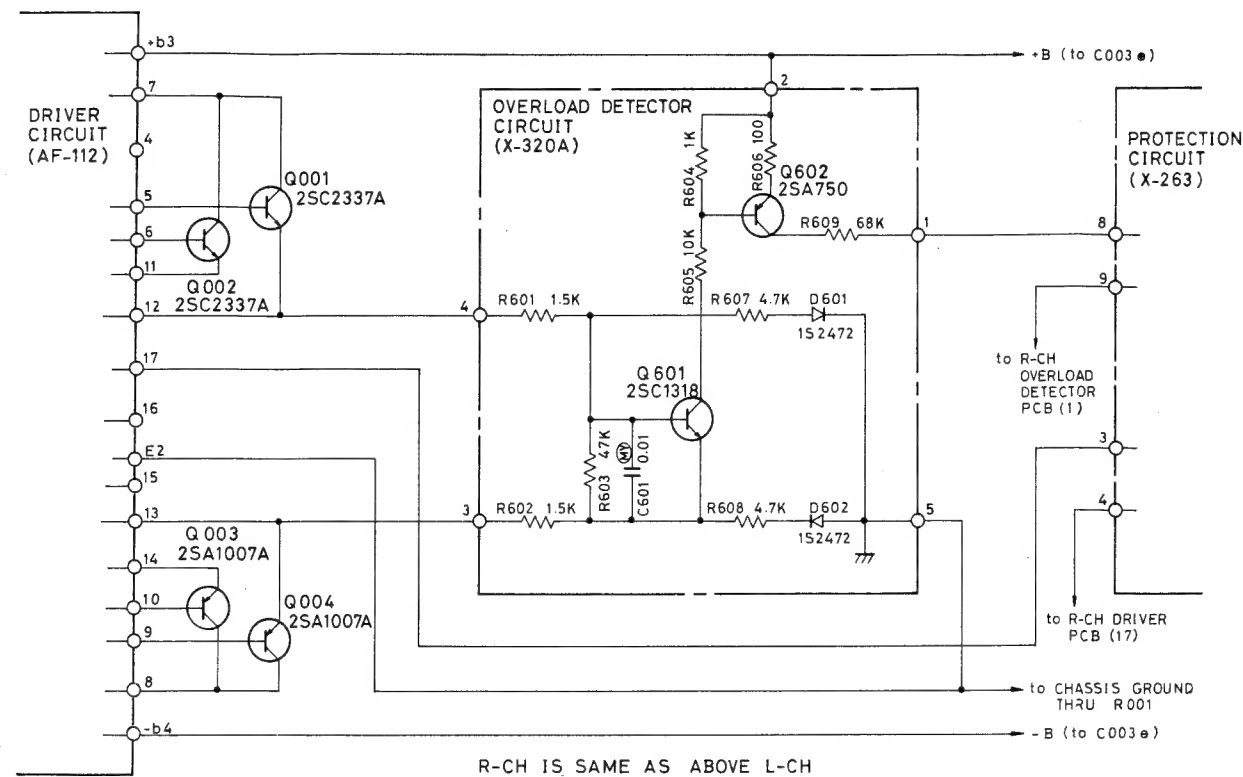 +b3
+B (to C003⊕)
7
2
DRIVER
CIRCUIT
(AF-112)
4
OVERLOAD DETECTOR
CIRCUIT
(X-320A)
R604 1K
R606 100
PROTECTION
CIRCUIT
(X-263)
Q001
2SC2337A
Q602
2SA750
5
6
R609 68K
1
8
11
R605 10K
9
Q002
2SC2337A
12
4
R601 1.5K
R607 4.7K
D601
1S2472
17
to R-CH
OVERLOAD
DETECTOR
PCB (1)
Q601
2SC1318
16
E2
R603 47K
MY
C601 0.01
3
15
13
3
R602 1.5K
R608 4.7K
D602
1S2472
5
4
Q003
2SA1007A
14
10
Q004
2SA1007A
9
to R-CH DRIVER
PCB (17)
8
to CHASSIS GROUND
THRU R001
-b4
-B (to C003⊖)
R-CH IS SAME AS ABOVE L-CH